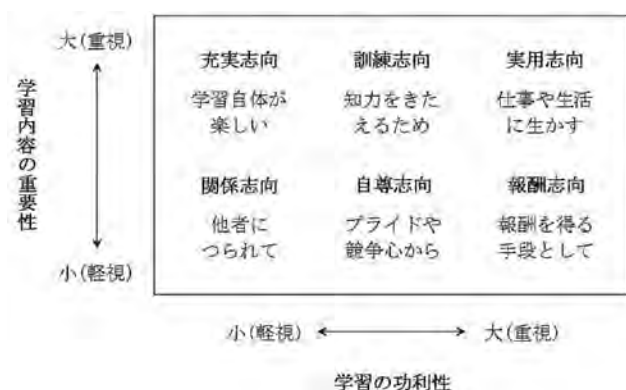 大(重視)
学習内容の重要性
小(軽視)
充実志向 訓練志向 実用志向
学習自体が 知力をきた 仕事や生活
楽しい えるため に生かす
関係志向 自尊志向 報酬志向
他者に プライドや 報酬を得る
つられて 競争心から 手段として
小(軽視) 大(重視)
学習の功利性